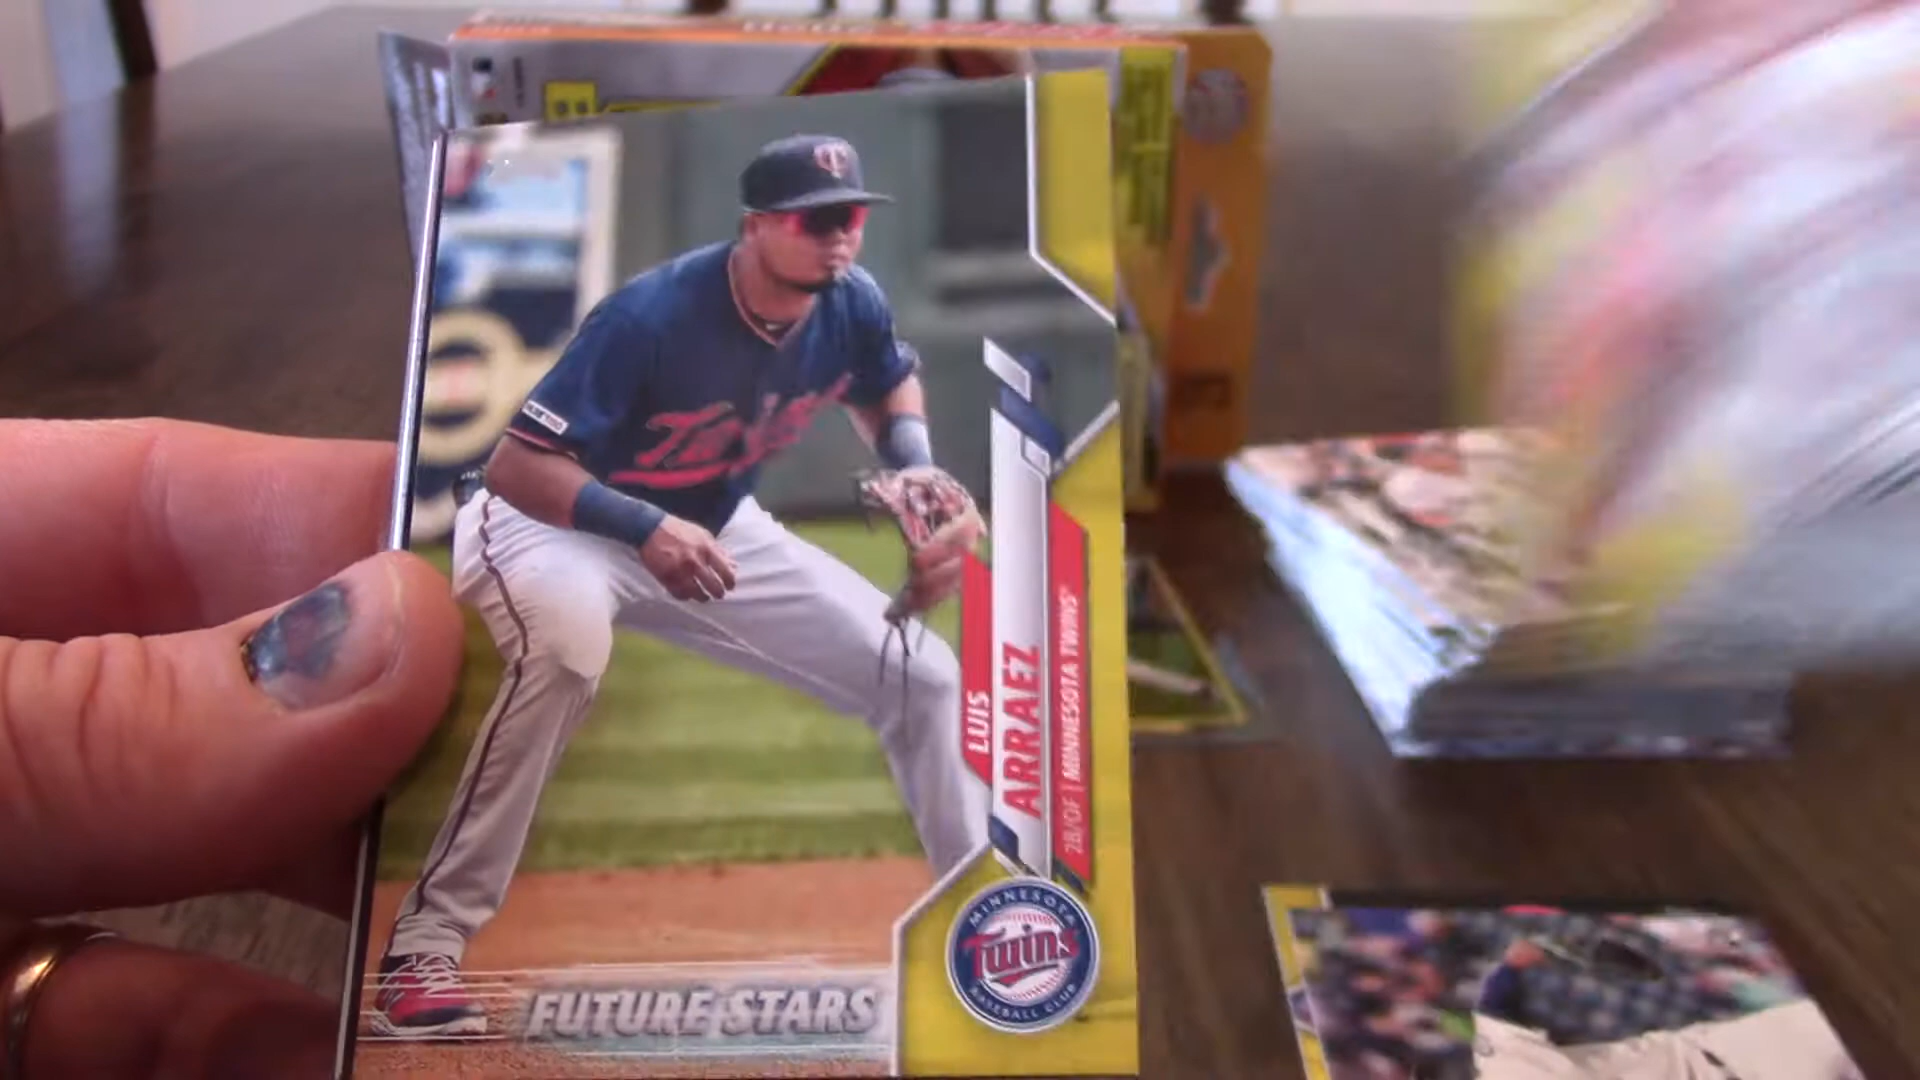 Twins
LUIS
ARRAEZ
2B/OF | MINNESOTA TWINS
MINNESOTA
Twins
BASEBALL CLUB
FUTURE STARS